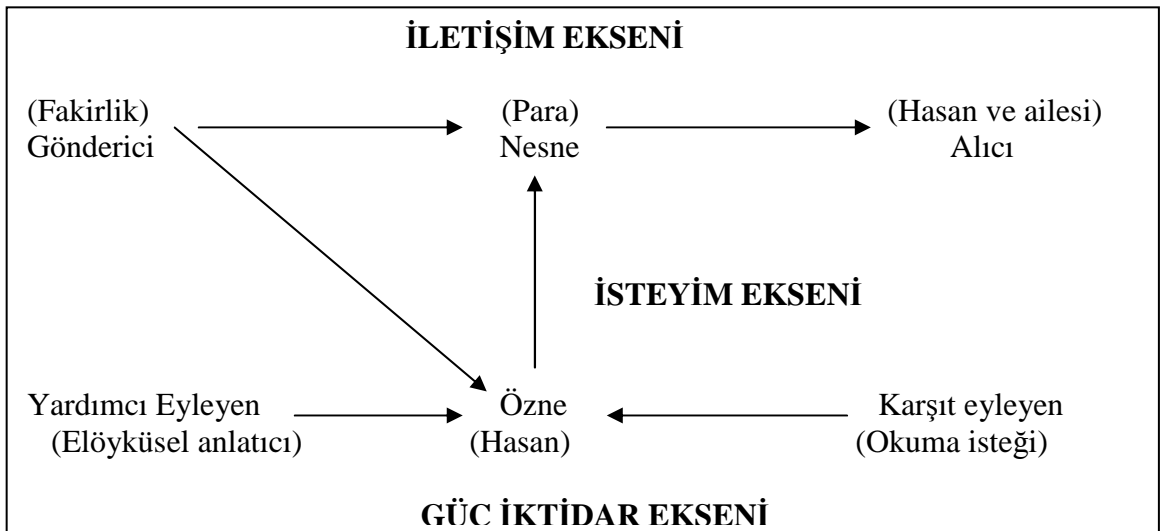 İLETİŞİM EKSENİ
(Fakirlik) (Para) (Hasan ve ailesi)
Gönderici Nesne Alıcı
İSTEYİM EKSENİ
Yardımcı Eyleyen Özne Karşıt eyleyen
(Elöyküsel anlatıcı) (Hasan) (Okuma isteği)
GÜÇ İKTİDAR EKSENİ